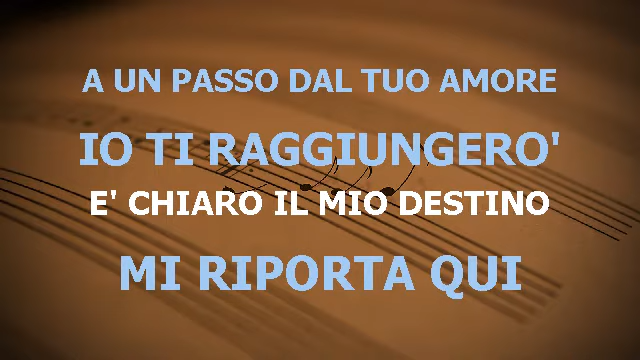 A UN PASSO DAL TUO AMORE
IO TI RAGGIUNGERO'
E' CHIARO IL MIO DESTINO
MI RIPORTA QUI